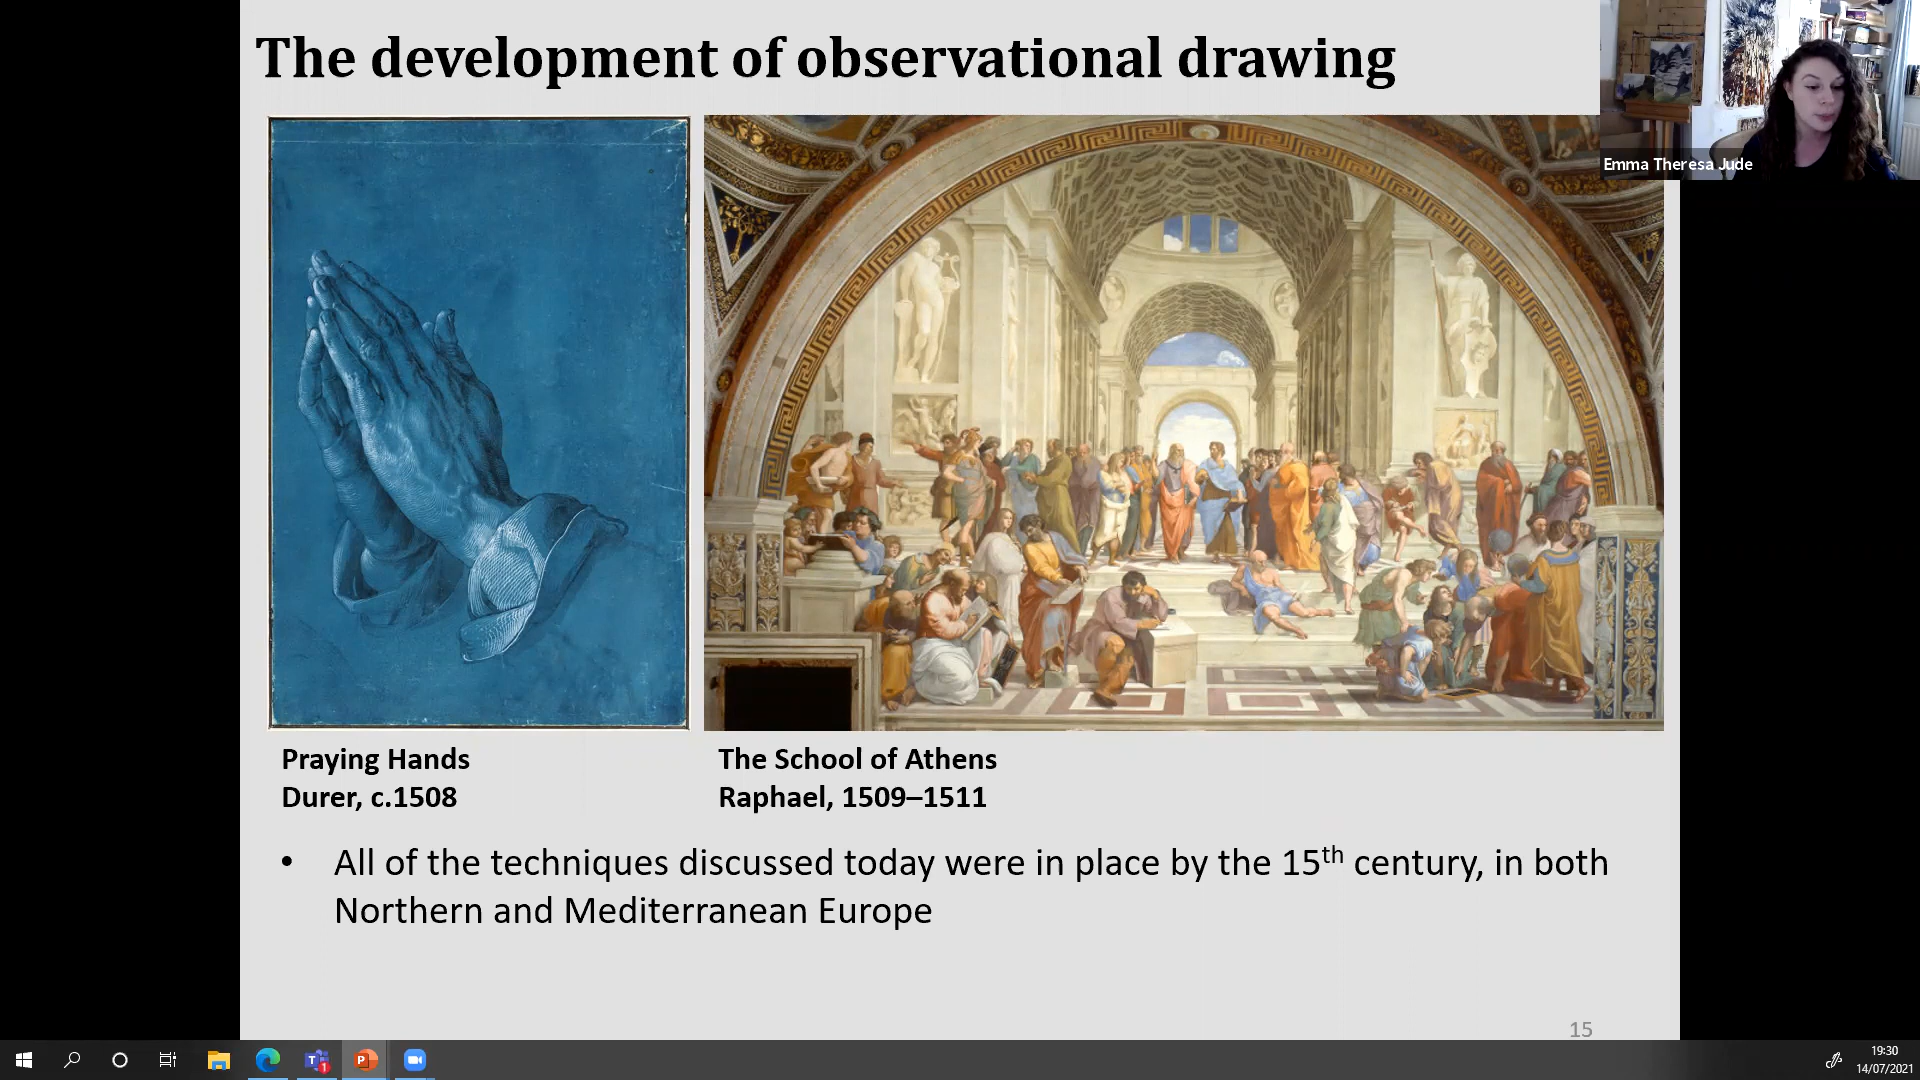 The development of observational drawing
Emma Theresa Jude
Praying Hands
Durer, c.1508
The School of Athens
Raphael, 1509–1511
• All of the techniques discussed today were in place by the 15th century, in both
Northern and Mediterranean Europe
15
T
1
P
19:30
14/07/2021